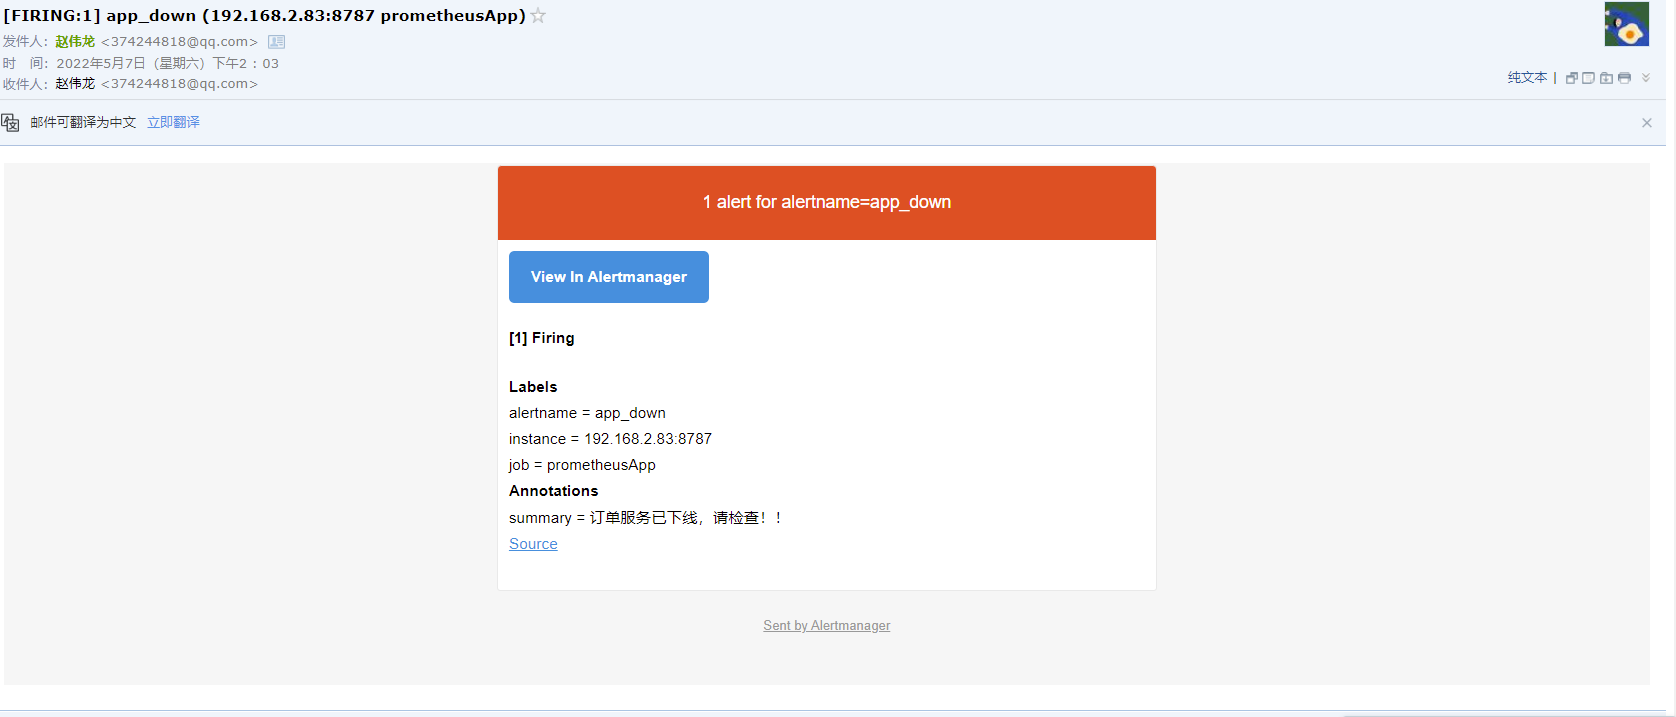 [FIRING:1] app_down (192.168.2.83:8787 prometheusApp)
发件人：赵伟龙 <374244818@qq.com>
时　间：2022年5月7日（星期六）下午2：03
收件人：赵伟龙 <374244818@qq.com>
纯文本 |
邮件可翻译为中文 立即翻译
1 alert for alertname=app_down
View In Alertmanager
[1] Firing
Labels
alertname = app_down
instance = 192.168.2.83:8787
job = prometheusApp
Annotations
summary = 订单服务已下线，请检查！！
Source
Sent by Alertmanager